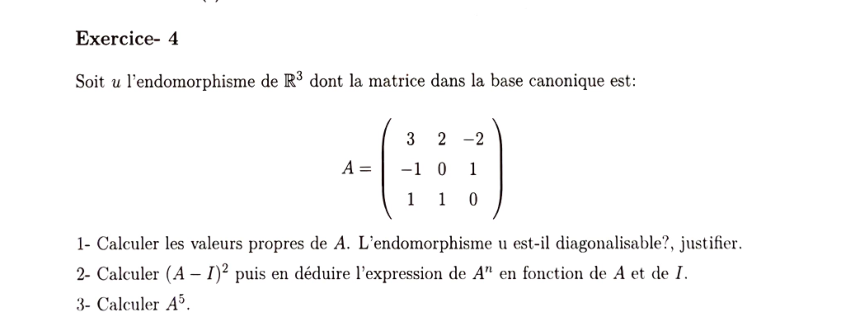 Exercice- 4
Soit u l'endomorphisme de ℝ³ dont la matrice dans la base canonique est:
A = ( 3 2 −2
−1 0 1
1 1 0 )
1- Calculer les valeurs propres de A. L'endomorphisme u est-il diagonalisable?, justifier.
2- Calculer (A − I)² puis en déduire l'expression de Aⁿ en fonction de A et de I.
3- Calculer A⁵.